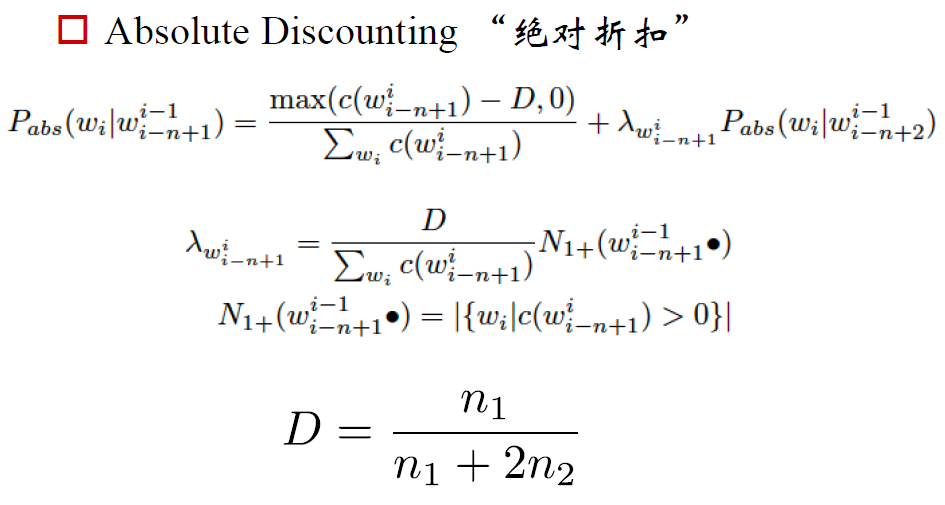 Absolute Discounting “绝对折扣”
P_{abs}(w_i|w_{i-n+1}^{i-1}) = \frac{\max(c(w_{i-n+1}^{i}) - D, 0)}{\sum_{w_i} c(w_{i-n+1}^{i})} + \lambda_{w_{i-n+1}^{i}} P_{abs}(w_i|w_{i-n+2}^{i-1})
\lambda_{w_{i-n+1}^{i}} = \frac{D}{\sum_{w_i} c(w_{i-n+1}^{i})} N_{1+}(w_{i-n+1}^{i-1}●)
N_{1+}(w_{i-n+1}^{i-1}●) = |\{w_i|c(w_{i-n+1}^{i}) > 0\}|
D = \frac{n_1}{n_1 + 2n_2}